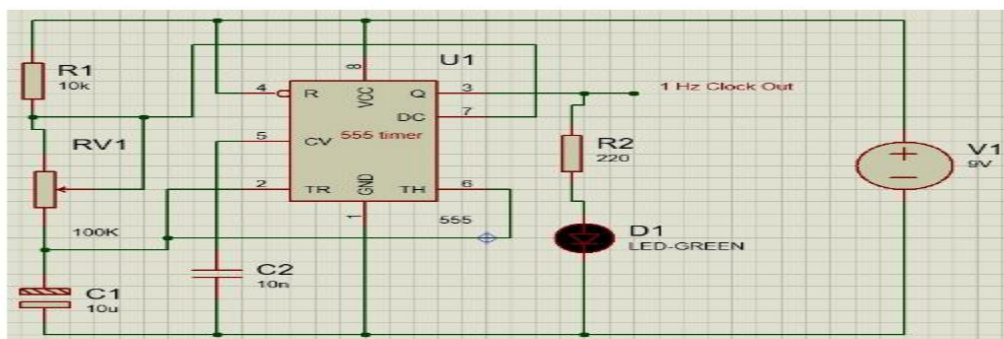 R1
10k
RV1
100K
C1
10u
C2
10n
U1
8
4
R
VCC
Q
3
DC
7
555 timer
5
CV
2
TR
GND
TH
6
1
555
1 Hz Clock Out
R2
220
D1
LED-GREEN
V1
9V